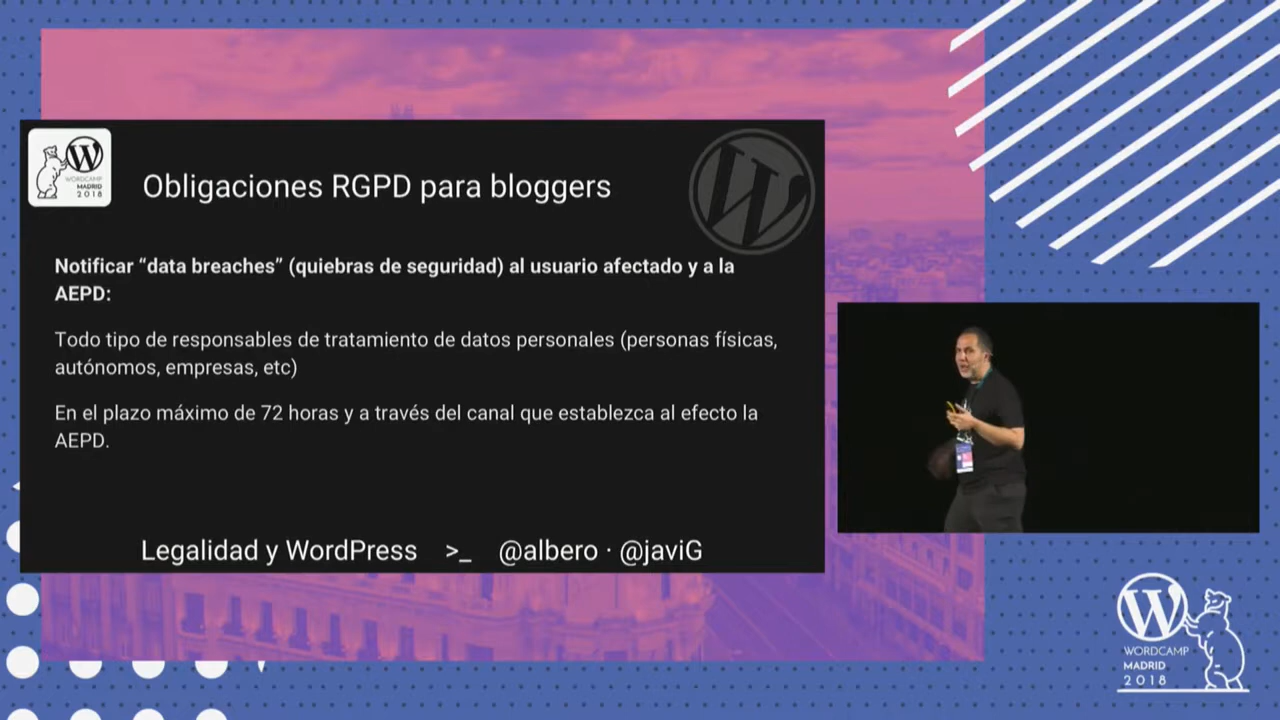 WORDCAMP
MADRID
2018
Obligaciones RGPD para bloggers
Notificar “data breaches” (quiebras de seguridad) al usuario afectado y a la
AEPD:
Todo tipo de responsables de tratamiento de datos personales (personas físicas,
autónomos, empresas, etc)
En el plazo máximo de 72 horas y a través del canal que establezca al efecto la
AEPD.
Legalidad y WordPress >_ @albero · @javiG
WORDCAMP
MADRID
2018